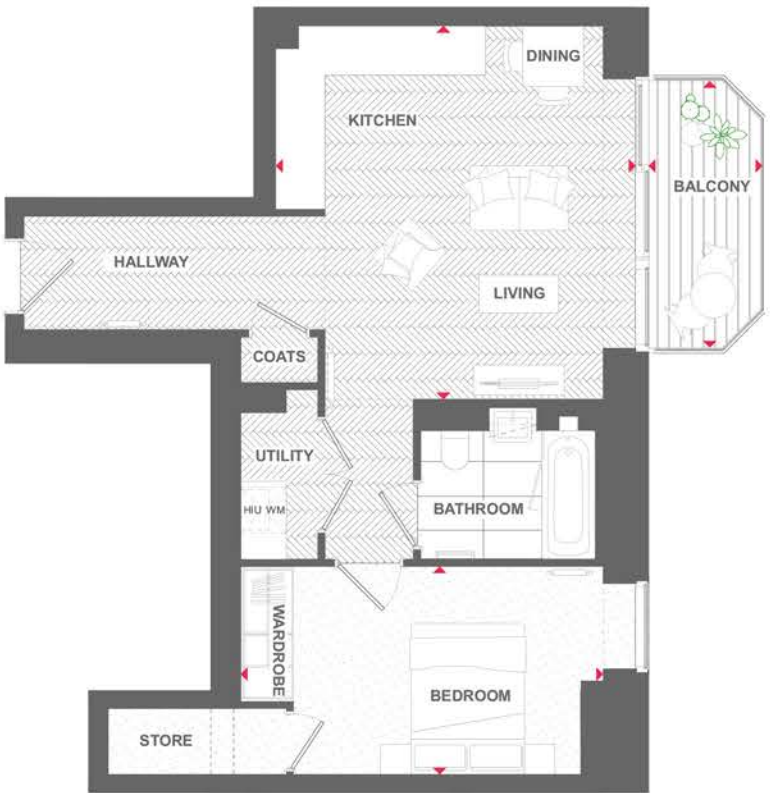 DINING
KITCHEN
BALCONY
HALLWAY
LIVING
COATS
UTILITY
HIU WM
BATHROOM
WARDROBE
BEDROOM
STORE